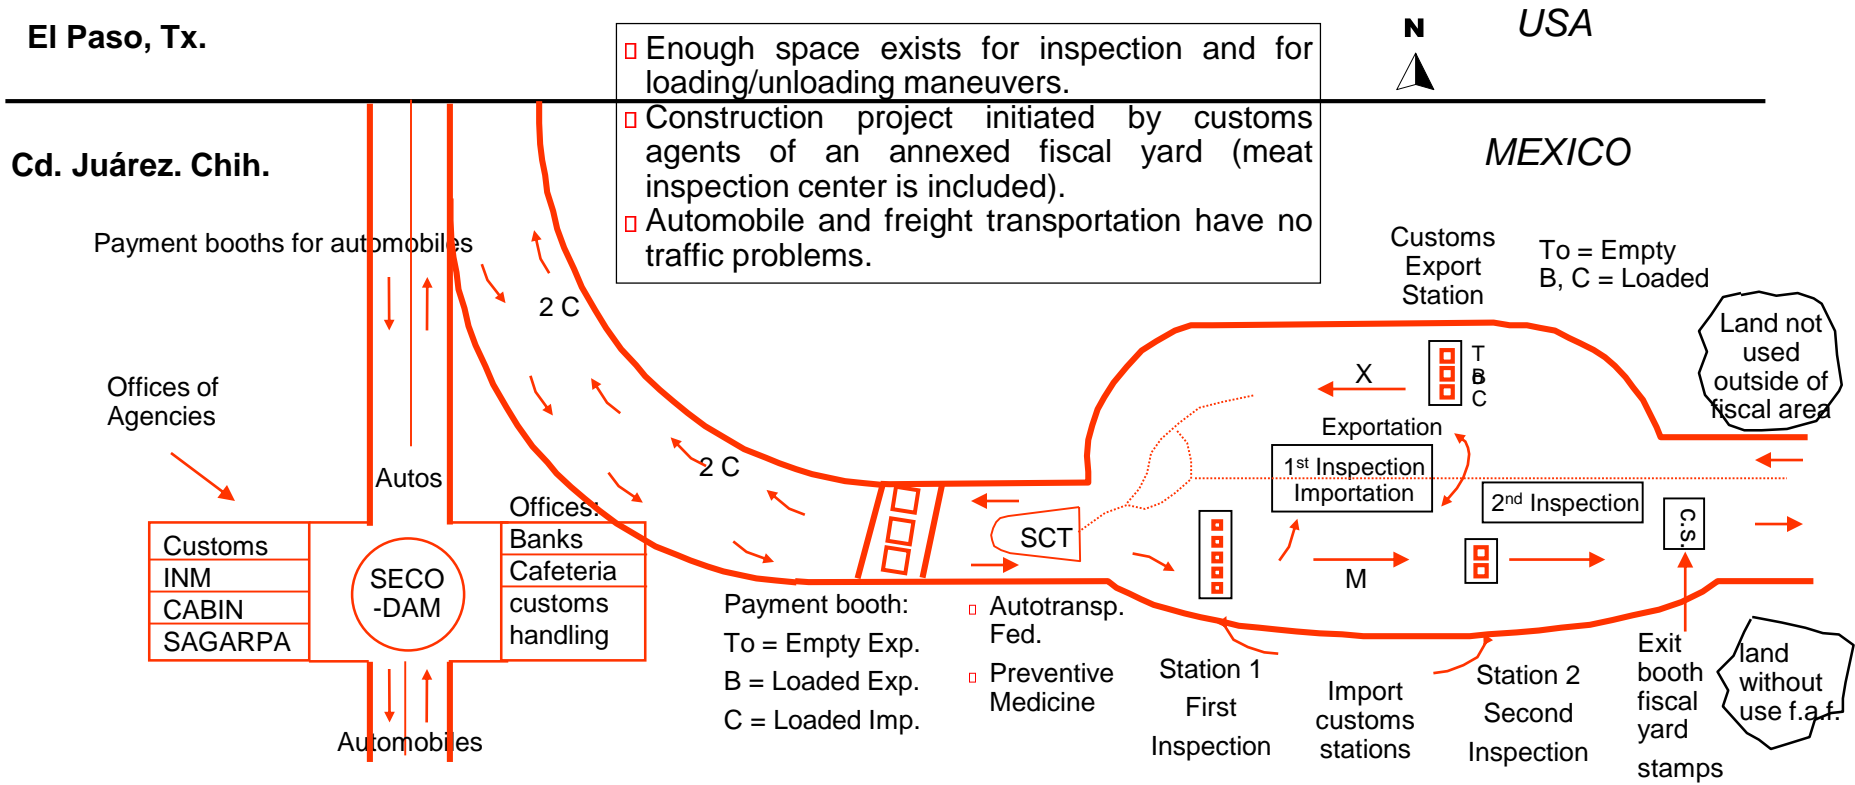 El Paso, Tx.
N
USA
Enough space exists for inspection and for
loading/unloading maneuvers.
Construction project initiated by customs
agents of an annexed fiscal yard (meat
inspection center is included).
Automobile and freight transportation have no
traffic problems.
Cd. Juárez. Chih.
MEXICO
Payment booths for automobiles
2 C
Customs
Export
Station
To = Empty
B, C = Loaded
Land not
used
outside of
fiscal area
T
B
C
X
Offices of
Agencies
Exportation
2 C
1st Inspection
Importation
2nd Inspection
Autos
Offices:
Banks
Cafeteria
customs
handling
Customs
INM
CABIN
SAGARPA
SECO
-DAM
SCT
C.S.
M
Payment booth:
To = Empty Exp.
B = Loaded Exp.
C = Loaded Imp.
Autotransp.
Fed.
Preventive
Medicine
Station 1
First
Inspection
Import
customs
stations
Station 2
Second
Inspection
Exit
booth
fiscal
yard
stamps
land
without
use f.a.f.
Automobiles